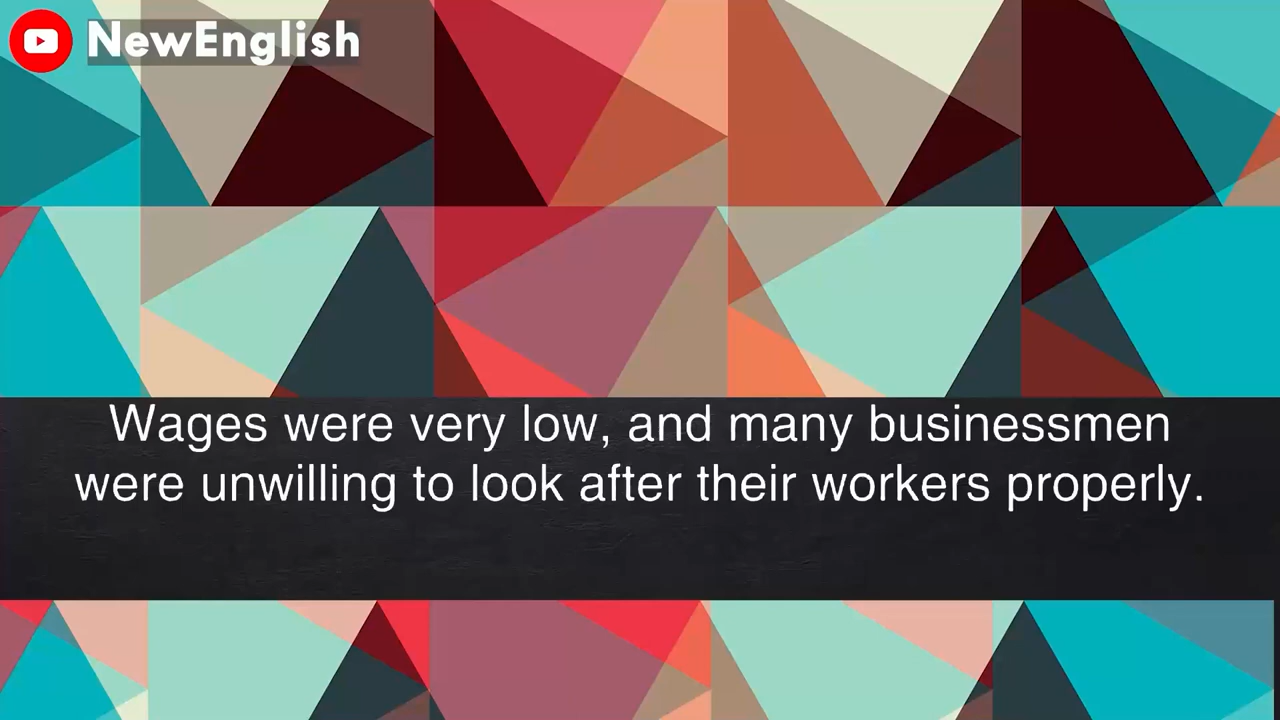 NewEnglish
Wages were very low, and many businessmen
were unwilling to look after their workers properly.